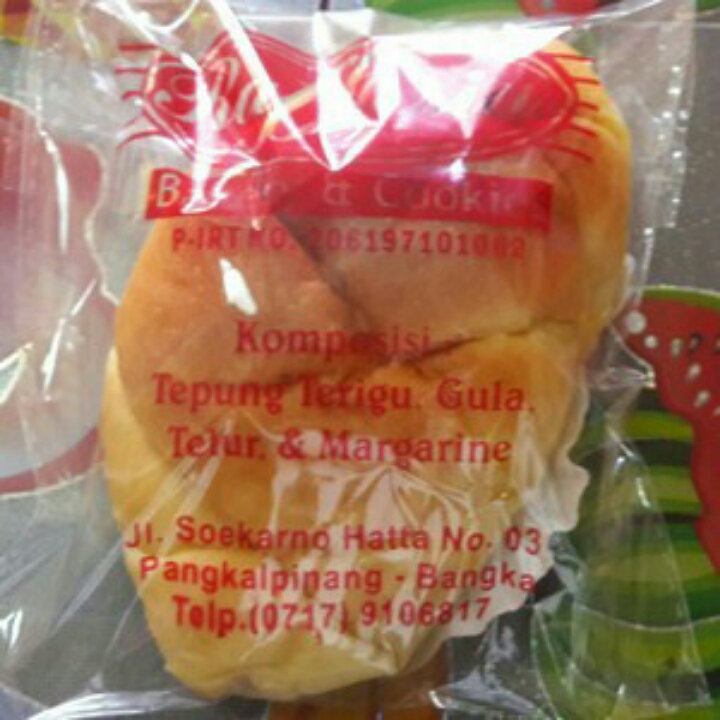 & Cookies
P-IRT NO. 206197101002
Komposisi
Tepung Terigu, Gula,
Telur, & Margarine
Jl. Soekarno Hatta No. 03
Pangkalpinang - Bangka
Telp.(0717) 9106817